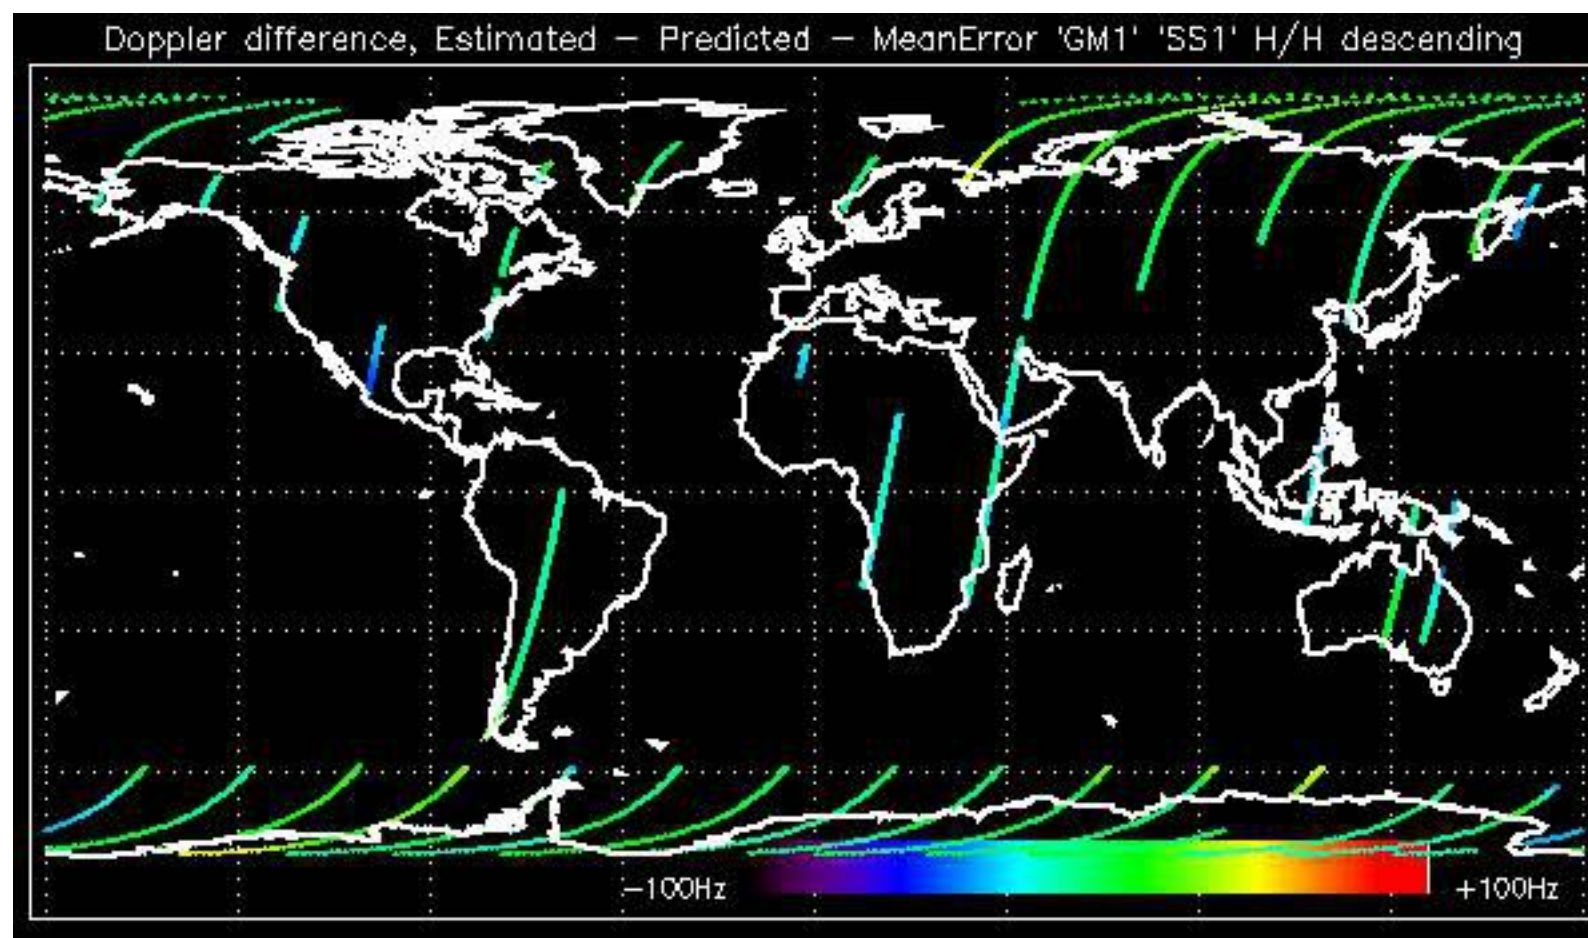 Doppler difference, Estimated – Predicted – MeanError 'GM1' 'SS1' H/H descending
-100Hz
+100Hz